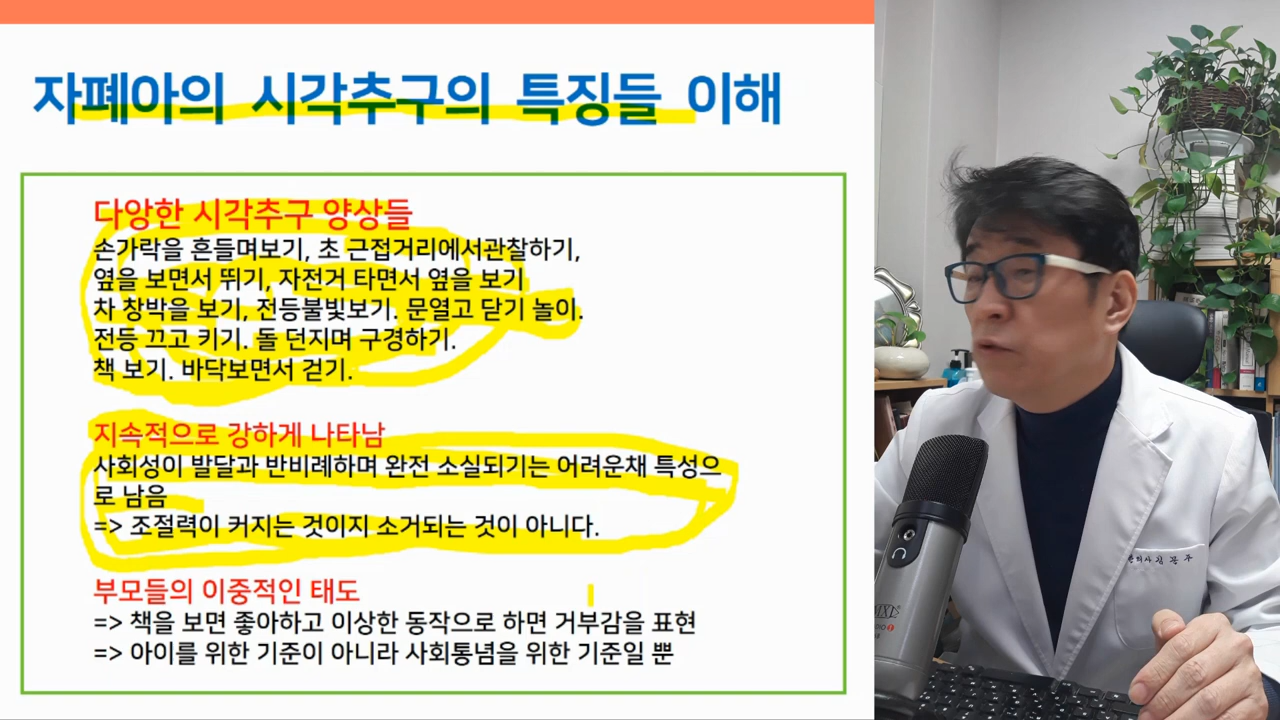 자폐아의 시각추구의 특징들 이해
다앙한 시각추구 양상들
손가락을 흔들며보기, 초 근접거리에서관찰하기,
옆을 보면서 뛰기, 자전거 타면서 옆을 보기
차 창밖을 보기, 전등불빛보기. 문열고 닫기 놀이.
전등 끄고 키기. 돌 던지며 구경하기.
책 보기. 바닥보면서 걷기.
지속적으로 강하게 나타남
사회성이 발달과 반비례하며 완전 소실되기는 어려운채 특성으
로 남음
=> 조절력이 커지는 것이지 소거되는 것이 아니다.
부모들의 이중적인 태도
=> 책을 보면 좋아하고 이상한 동작으로 하면 거부감을 표현
=> 아이를 위한 기준이 아니라 사회통념을 위한 기준일 뿐